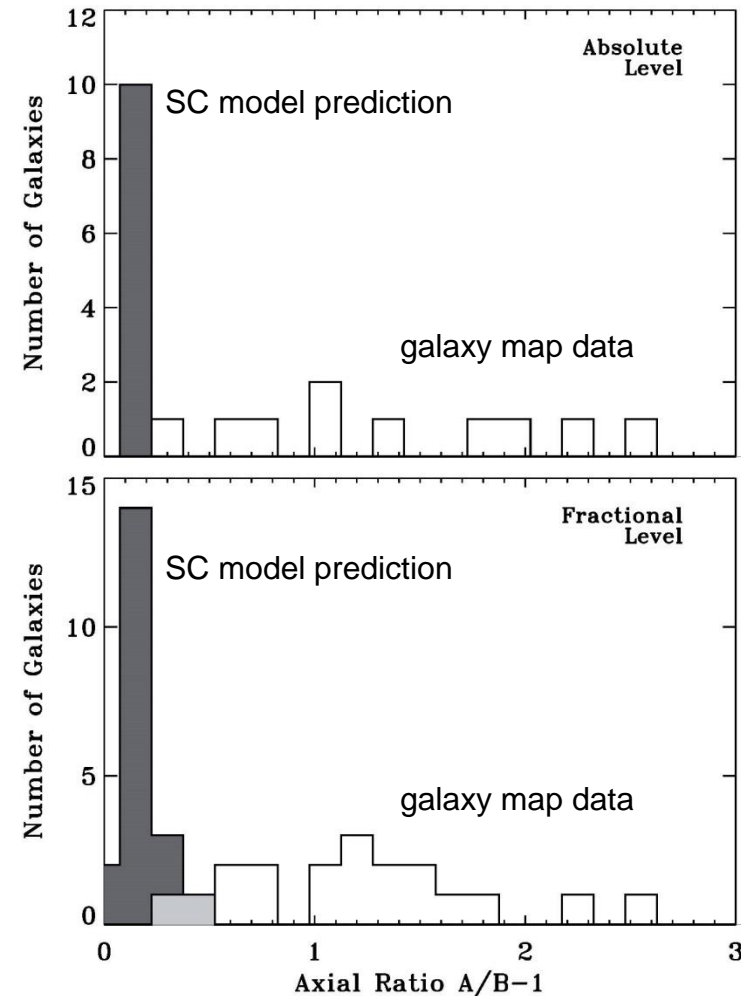 12
10
8
6
4
2
0
Number of Galaxies
Absolute
Level
SC model prediction
galaxy map data
15
10
5
0
Number of Galaxies
Fractional
Level
SC model prediction
galaxy map data
0 1 2 3
Axial Ratio A/B-1